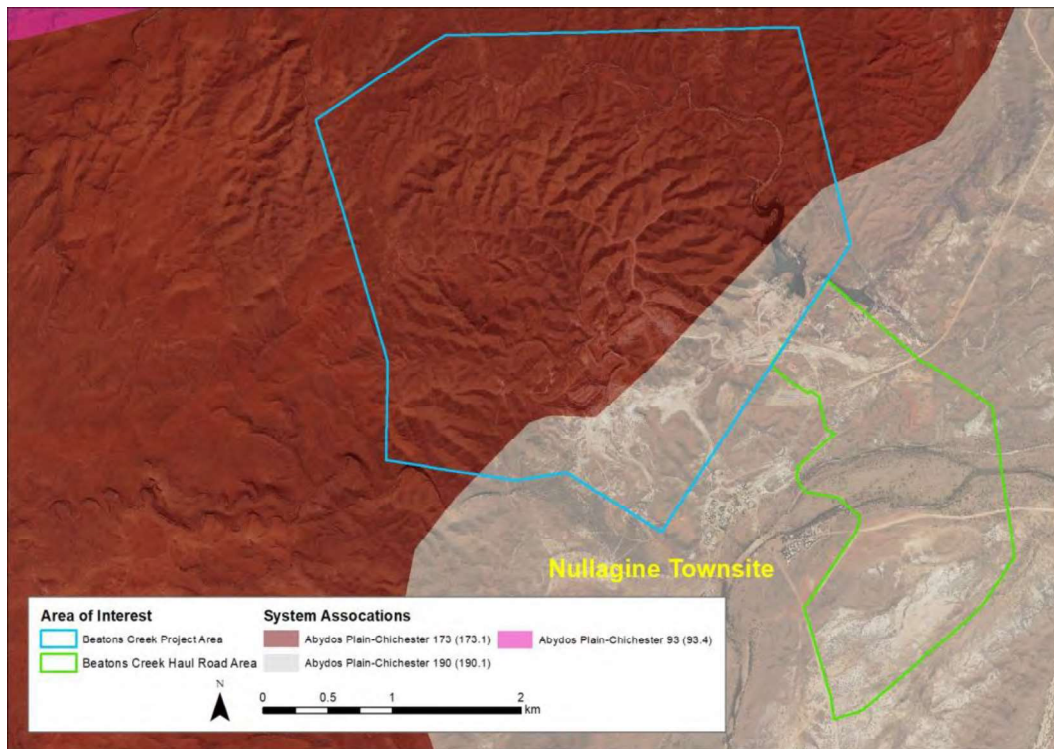 Nullagine Townsite
Area of Interest
Beatons Creek Project Area
Beatons Creek Haul Road Area
System Assocations
Abydos Plain-Chichester 173 (173.1)
Abydos Plain-Chichester 93 (93.4)
Abydos Plain-Chichester 190 (190.1)
N
0 0.5 1 2
km